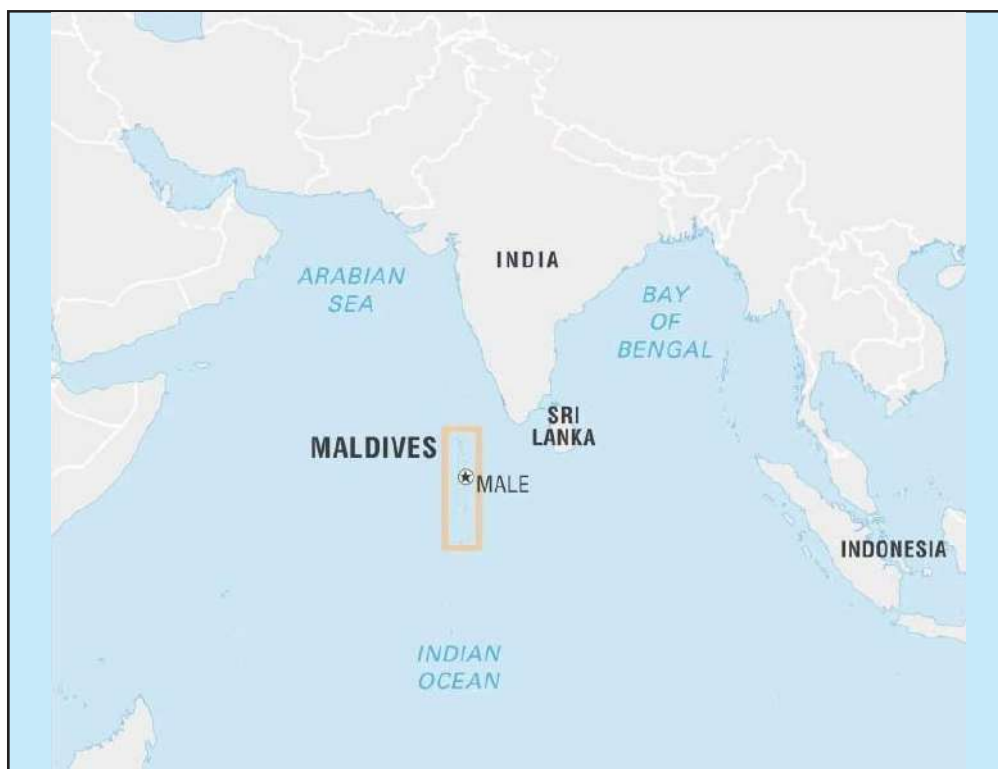 INDIA
ARABIAN
SEA
BAY
OF
BENGAL
SRI
LANKA
MALDIVES
MALE
INDONESIA
INDIAN
OCEAN